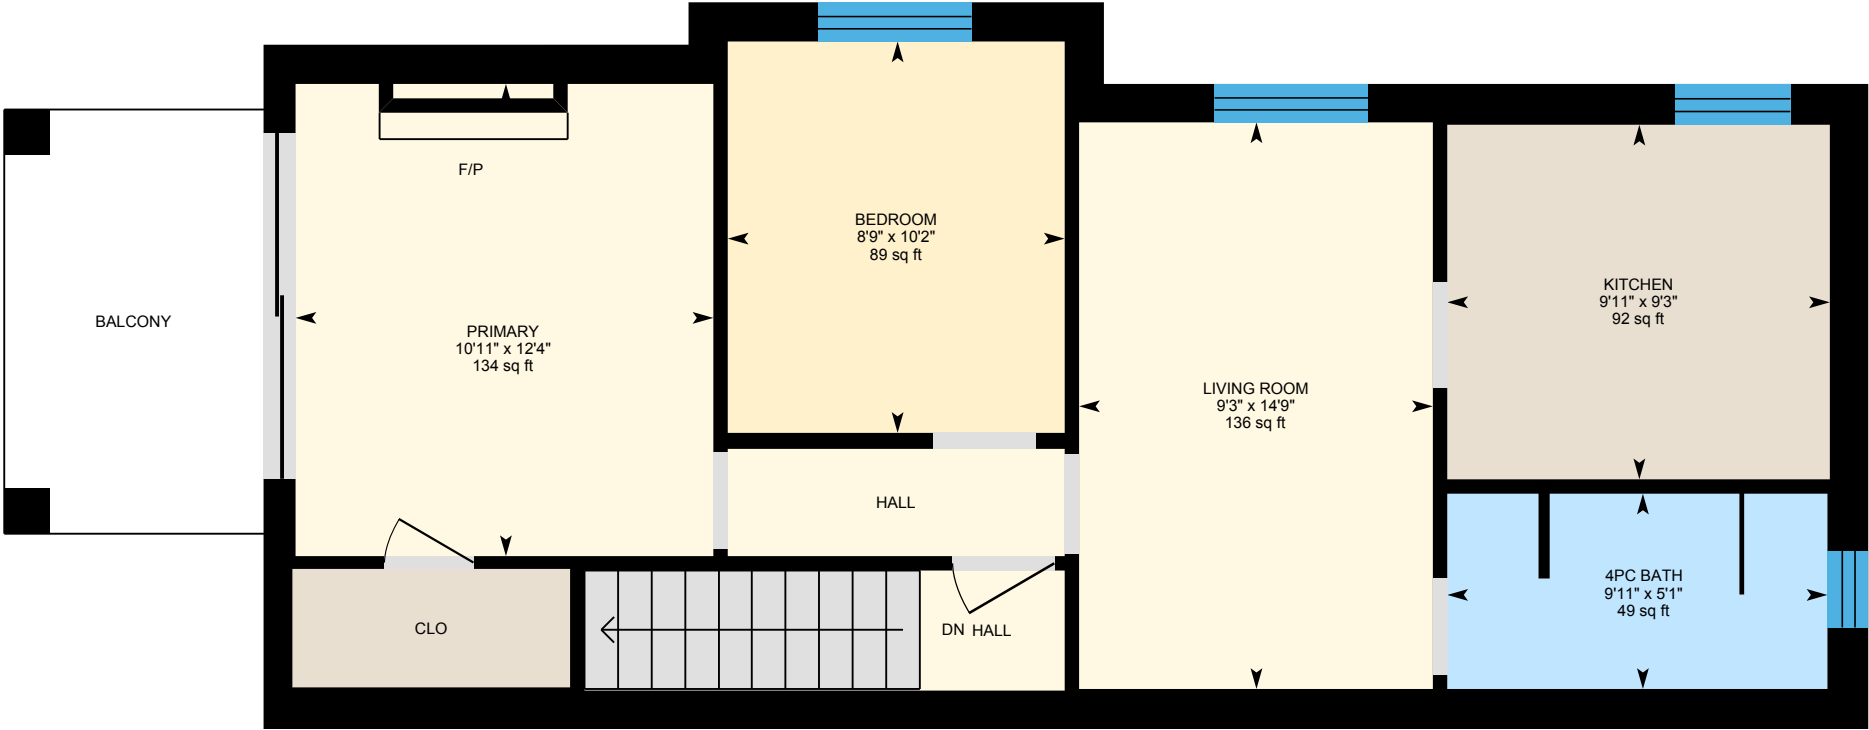 F/P
BEDROOM
8'9" x 10'2"
89 sq ft
BALCONY
PRIMARY
10'11" x 12'4"
134 sq ft
KITCHEN
9'11" x 9'3"
92 sq ft
LIVING ROOM
9'3" x 14'9"
136 sq ft
HALL
4PC BATH
9'11" x 5'1"
49 sq ft
CLO
DN HALL